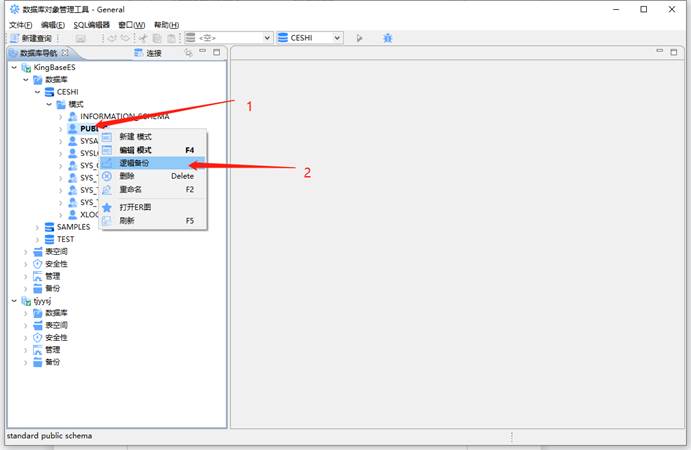 数据库对象管理工具 - General
文件(F) 编辑(E) SQL编辑器 窗口(W) 帮助(H)
新建查询 <空> CESHI
数据库导航 连接
KingBaseES
数据库
CESHI
模式
INFORMATION_SCHEMA
PUBLIC
新建 模式
SYSA
编辑 模式 F4
SYSL
逻辑备份
SYS_
删除 Delete
SYS_T
重命名 F2
SYS_T
SYS_T
打开ER图
XLOG
刷新 F5
SAMPLES
TEST
表空间
安全性
管理
备份
tjyysj
数据库
表空间
安全性
管理
备份
1
2
standard public schema